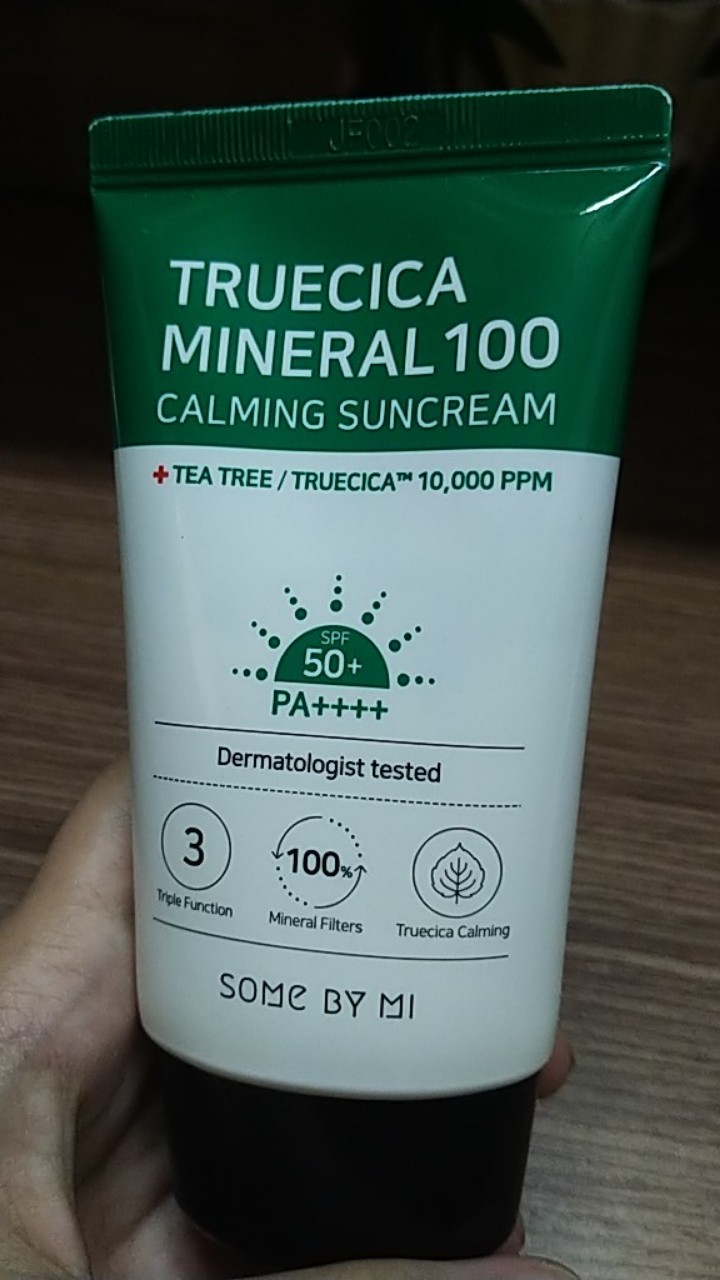 JF002
TRUECICA
MINERAL 100
CALMING SUNCREAM
+ TEA TREE / TRUECICA™ 10,000 PPM
SPF
50+
PA++++
Dermatologist tested
3
Triple Function
100%
Mineral Filters
Truecica Calming
SOME BY MI